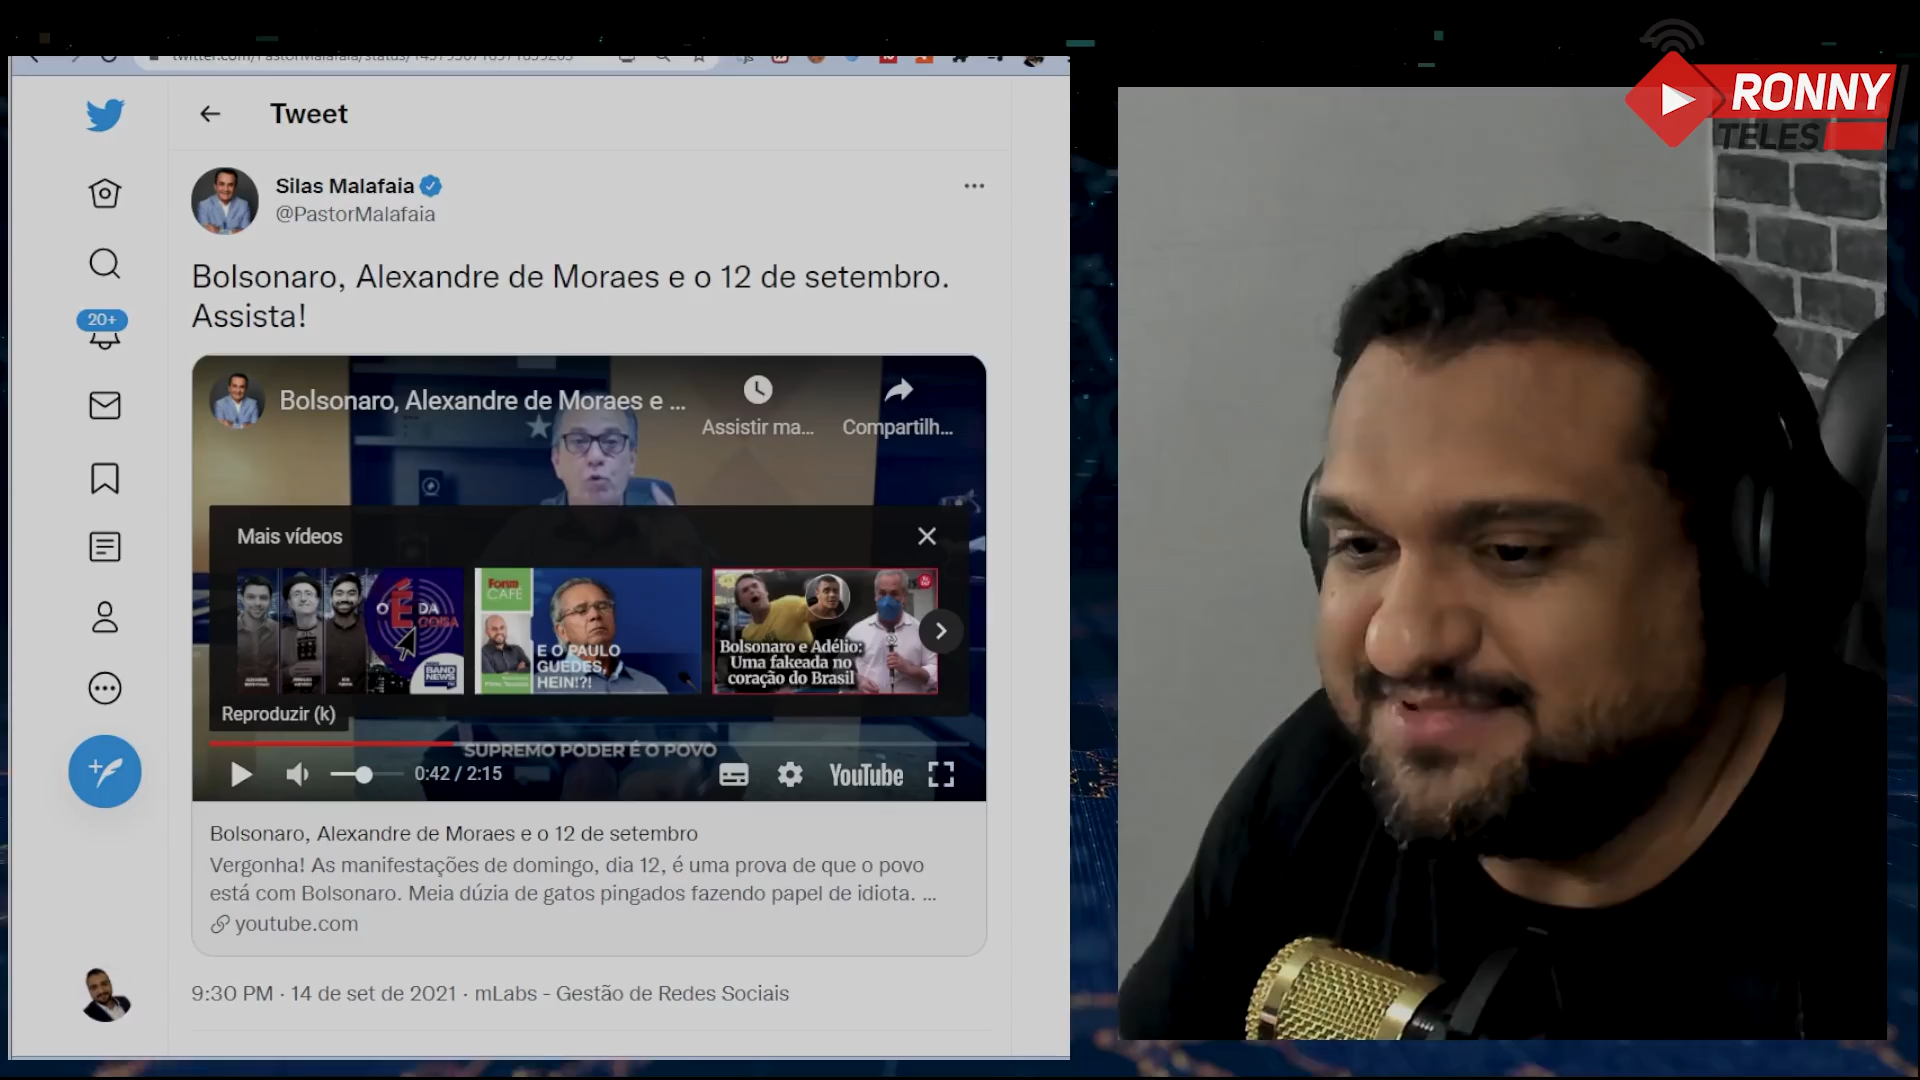 RONNY
TELES
Tweet
Silas Malafaia
@PastorMalafaia
20+
Bolsonaro, Alexandre de Moraes e o 12 de setembro.
Assista!
Bolsonaro, Alexandre de Moraes e ...
Assistir ma...
Compartilh...
Mais vídeos
O É DA
COISA
BAND
NEWS
Forum
CAFÉ
E O PAULO
GUEDES,
HEIN!?!
Bolsonaro e Adélio:
Uma fakeada no
coração do Brasil
Reproduzir (k)
SUPREMO PODER É O POVO
0:42 / 2:15
YouTube
Bolsonaro, Alexandre de Moraes e o 12 de setembro
Vergonha! As manifestações de domingo, dia 12, é uma prova de que o povo
está com Bolsonaro. Meia dúzia de gatos pingados fazendo papel de idiota. ...
youtube.com
9:30 PM · 14 de set de 2021 · mLabs - Gestão de Redes Sociais